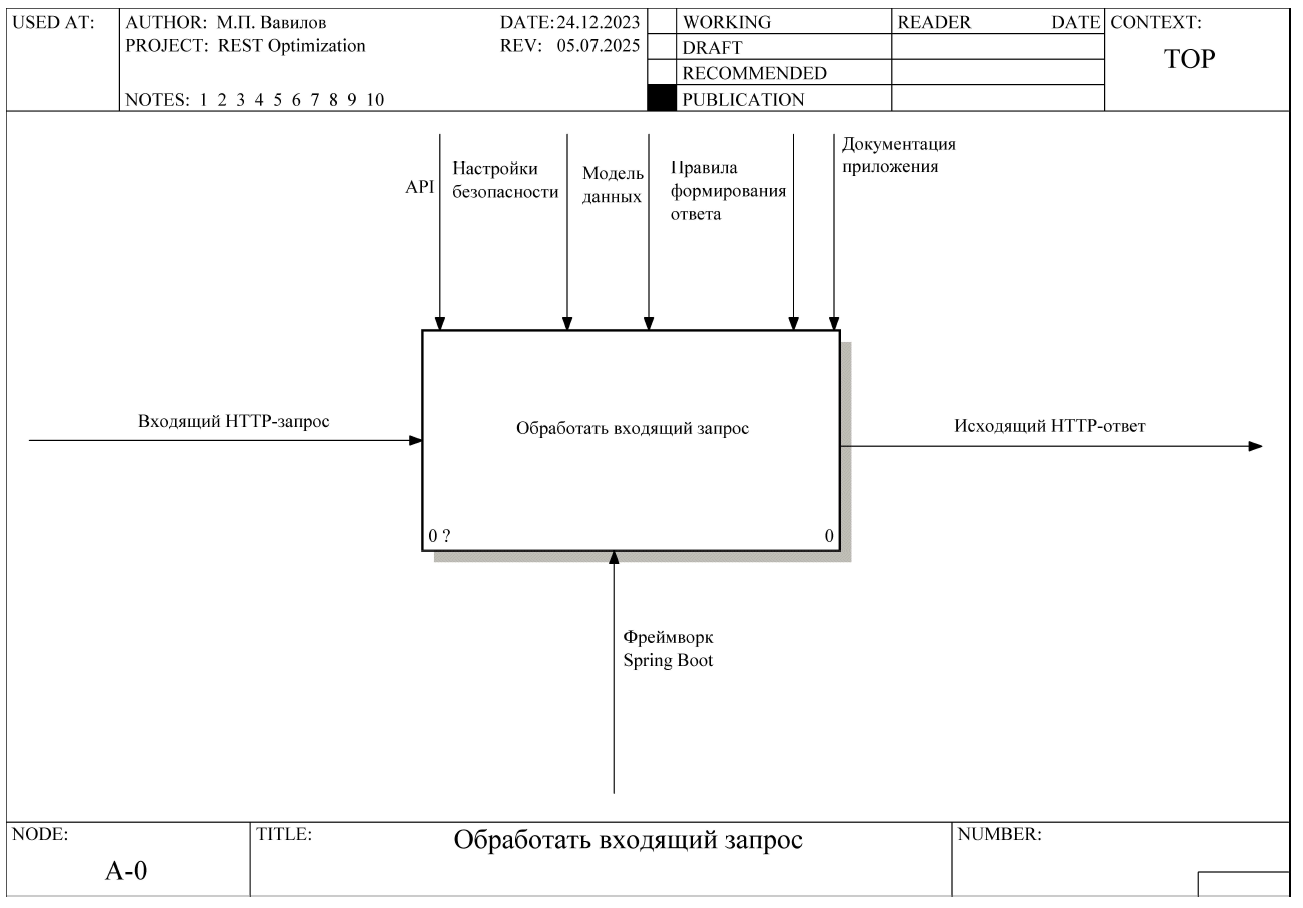 USED AT:
AUTHOR: М.П. Вавилов
DATE: 24.12.2023
PROJECT: REST Optimization
REV: 05.07.2025
NOTES: 1 2 3 4 5 6 7 8 9 10
WORKING
DRAFT
RECOMMENDED
PUBLICATION
READER DATE
CONTEXT:
TOP
API
Настройки
безопасности
Модель
данных
Правила
формирования
ответа
Документация
приложения
Входящий HTTP-запрос
Обработать входящий запрос
0 ?
0
Исходящий HTTP-ответ
Фреймворк
Spring Boot
NODE:
A-0
TITLE:
Обработать входящий запрос
NUMBER: